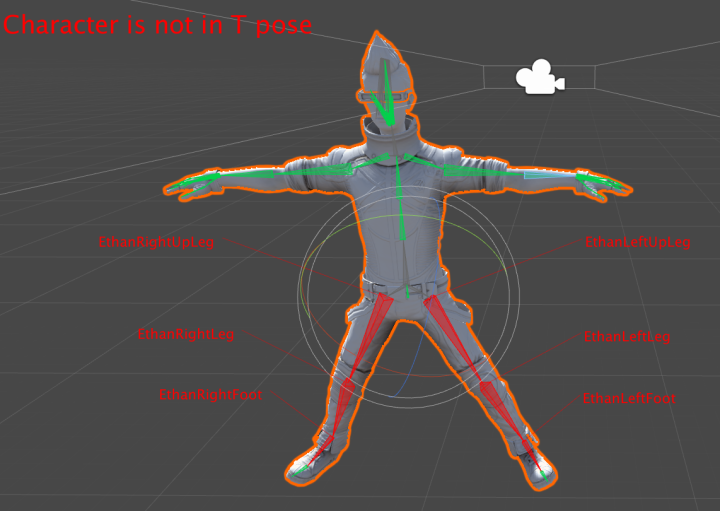 Character is not in T pose
EthanRightUpLeg
EthanLeftUpLeg
EthanRightLeg
EthanLeftLeg
EthanRightFoot
EthanLeftFoot